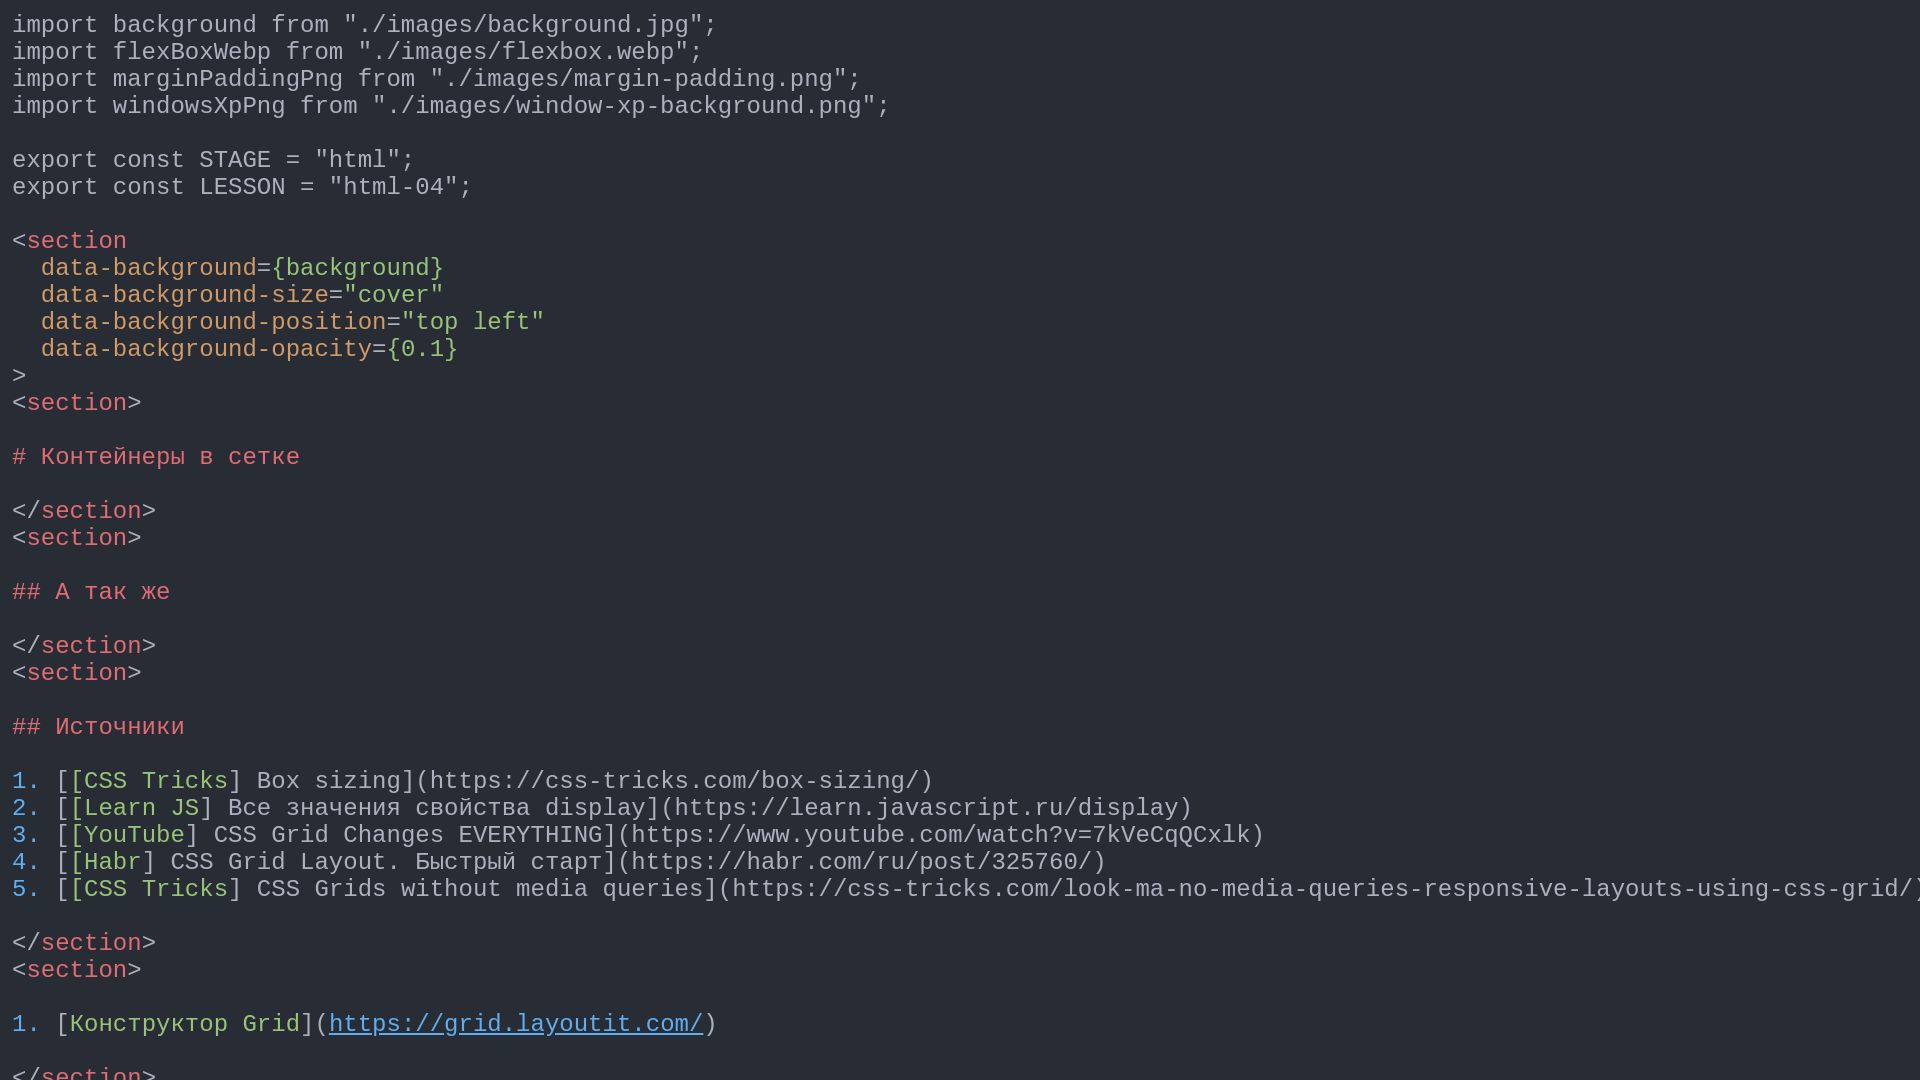 import background from "./images/background.jpg";
import flexBoxWebp from "./images/flexbox.webp";
import marginPaddingPng from "./images/margin-padding.png";
import windowsXpPng from "./images/window-xp-background.png";

export const STAGE = "html";
export const LESSON = "html-04";

<section
  data-background={background}
  data-background-size="cover"
  data-background-position="top left"
  data-background-opacity={0.1}
>
<section>

# Контейнеры в сетке

</section>
<section>

## А так же

</section>
<section>

## Источники

1. [[CSS Tricks] Box sizing](https://css-tricks.com/box-sizing/)
2. [[Learn JS] Все значения свойства display](https://learn.javascript.ru/display)
3. [[YouTube] CSS Grid Changes EVERYTHING](https://www.youtube.com/watch?v=7kVeCqQCxlk)
4. [[Habr] CSS Grid Layout. Быстрый старт](https://habr.com/ru/post/325760/)
5. [[CSS Tricks] CSS Grids without media queries](https://css-tricks.com/look-ma-no-media-queries-responsive-layouts-using-css-grid/)

</section>
<section>

1. [Конструктор Grid](https://grid.layoutit.com/)

</section>